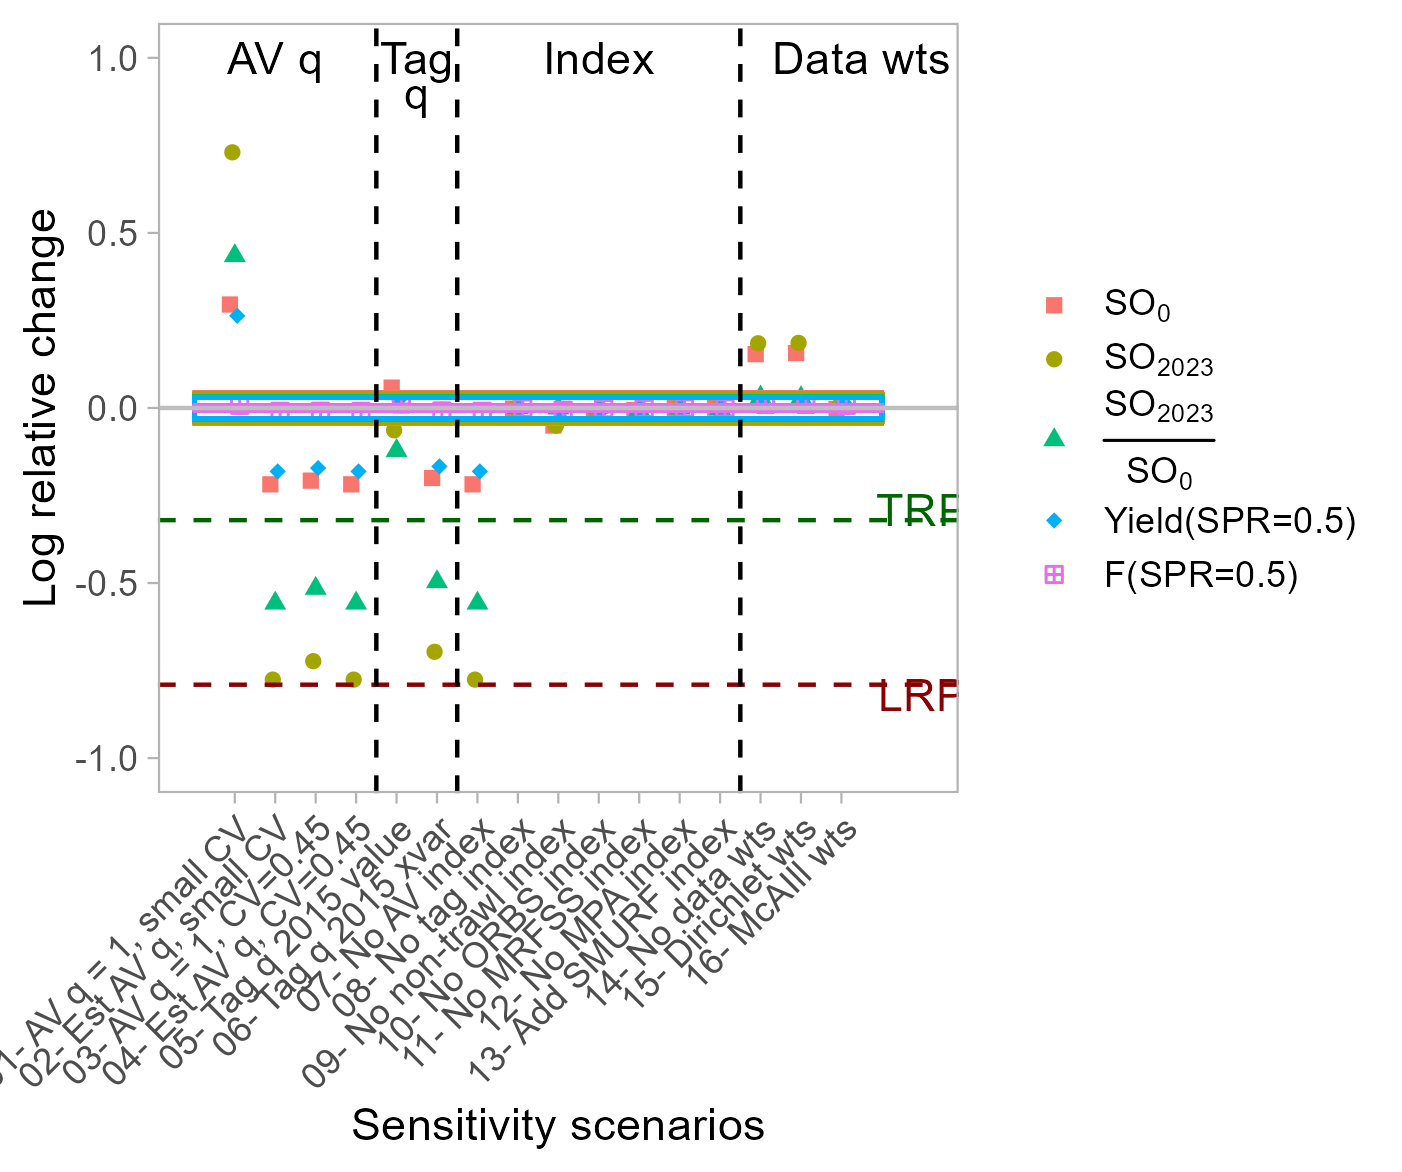 AV q
Tag
q
Index
Data wts
1.0
0.5
0.0
-0.5
-1.0
Log relative change
TRP
LRP
01- AV q = 1, small CV
02- Est AV q, small CV
03- AV q = 1, CV=0.45
04- Est AV q, CV=0.45
05- Tag q 2015 value
06- Tag q 2015 xvar
07- No AV index
08- No tag index
09- No non-trawl index
10- No ORBS index
11- No MRFSS index
12- No MPA index
13- Add SMURF index
14- No data wts
15- Dirichlet wts
16- McAlll wts
Sensitivity scenarios
SO0
SO2023
SO2023
SO0
Yield(SPR=0.5)
F(SPR=0.5)